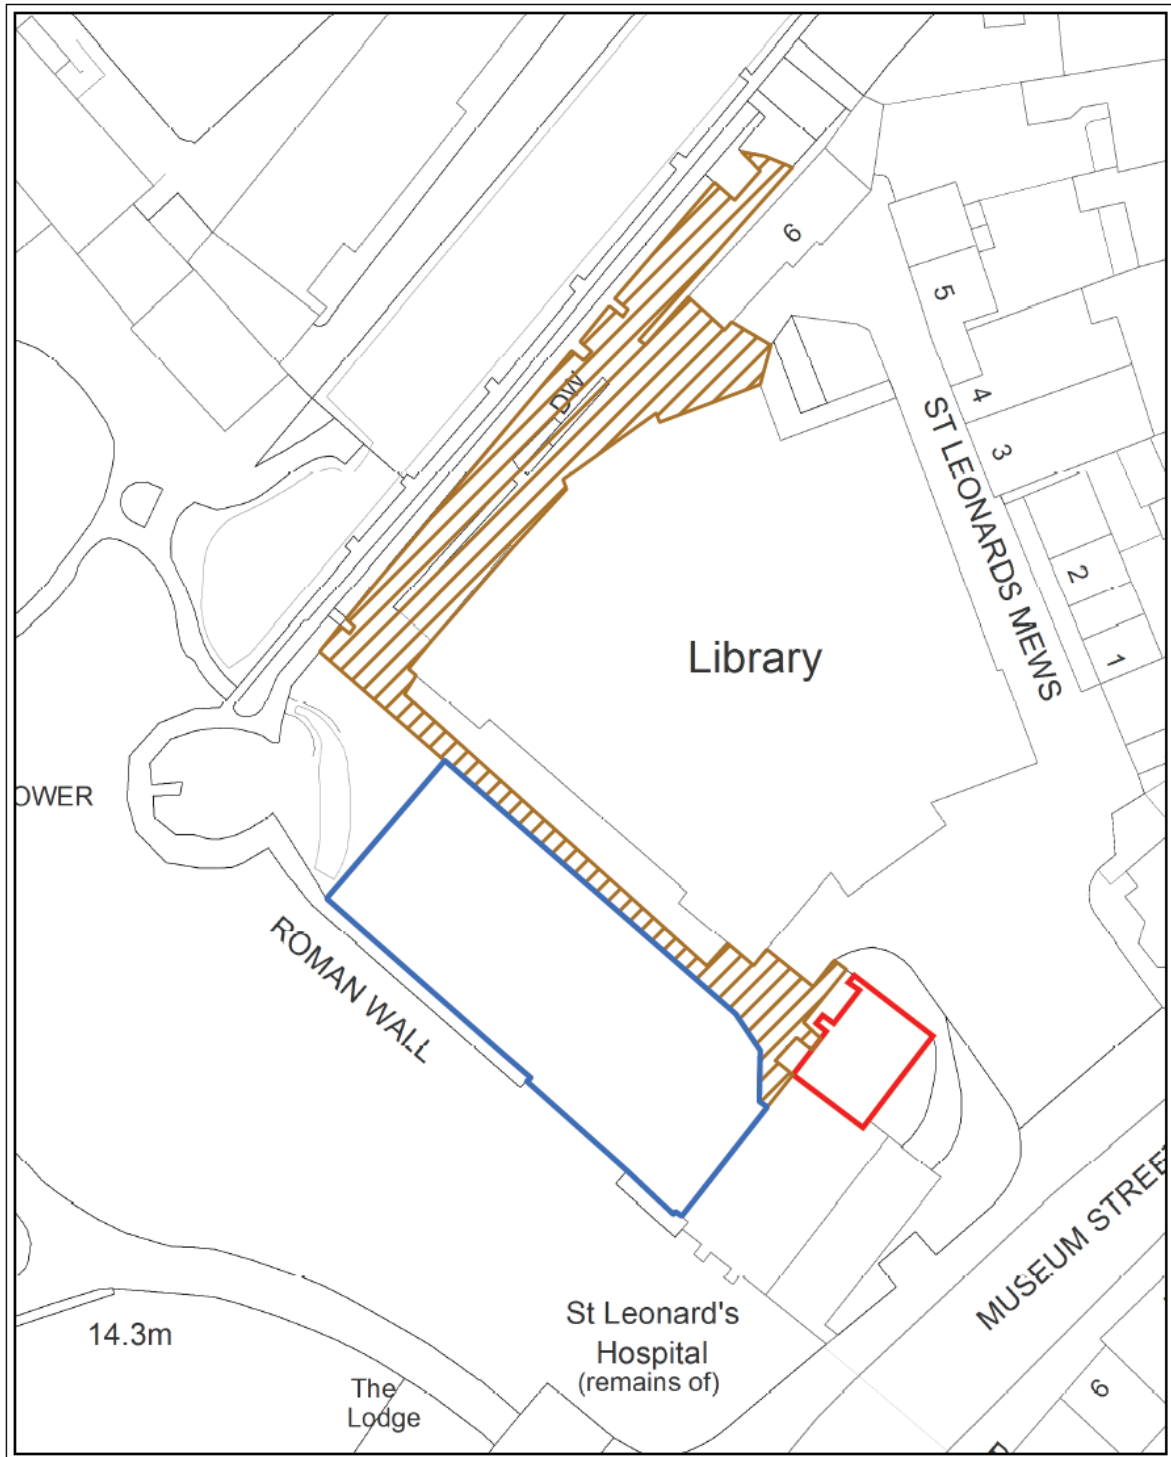 6
5
4
3
ST LEONARDS MEWS
2
1
DW
Library
OWER
ROMAN WALL
MUSEUM STREE
St Leonard's
Hospital
(remains of)
14.3m
The
Lodge
6